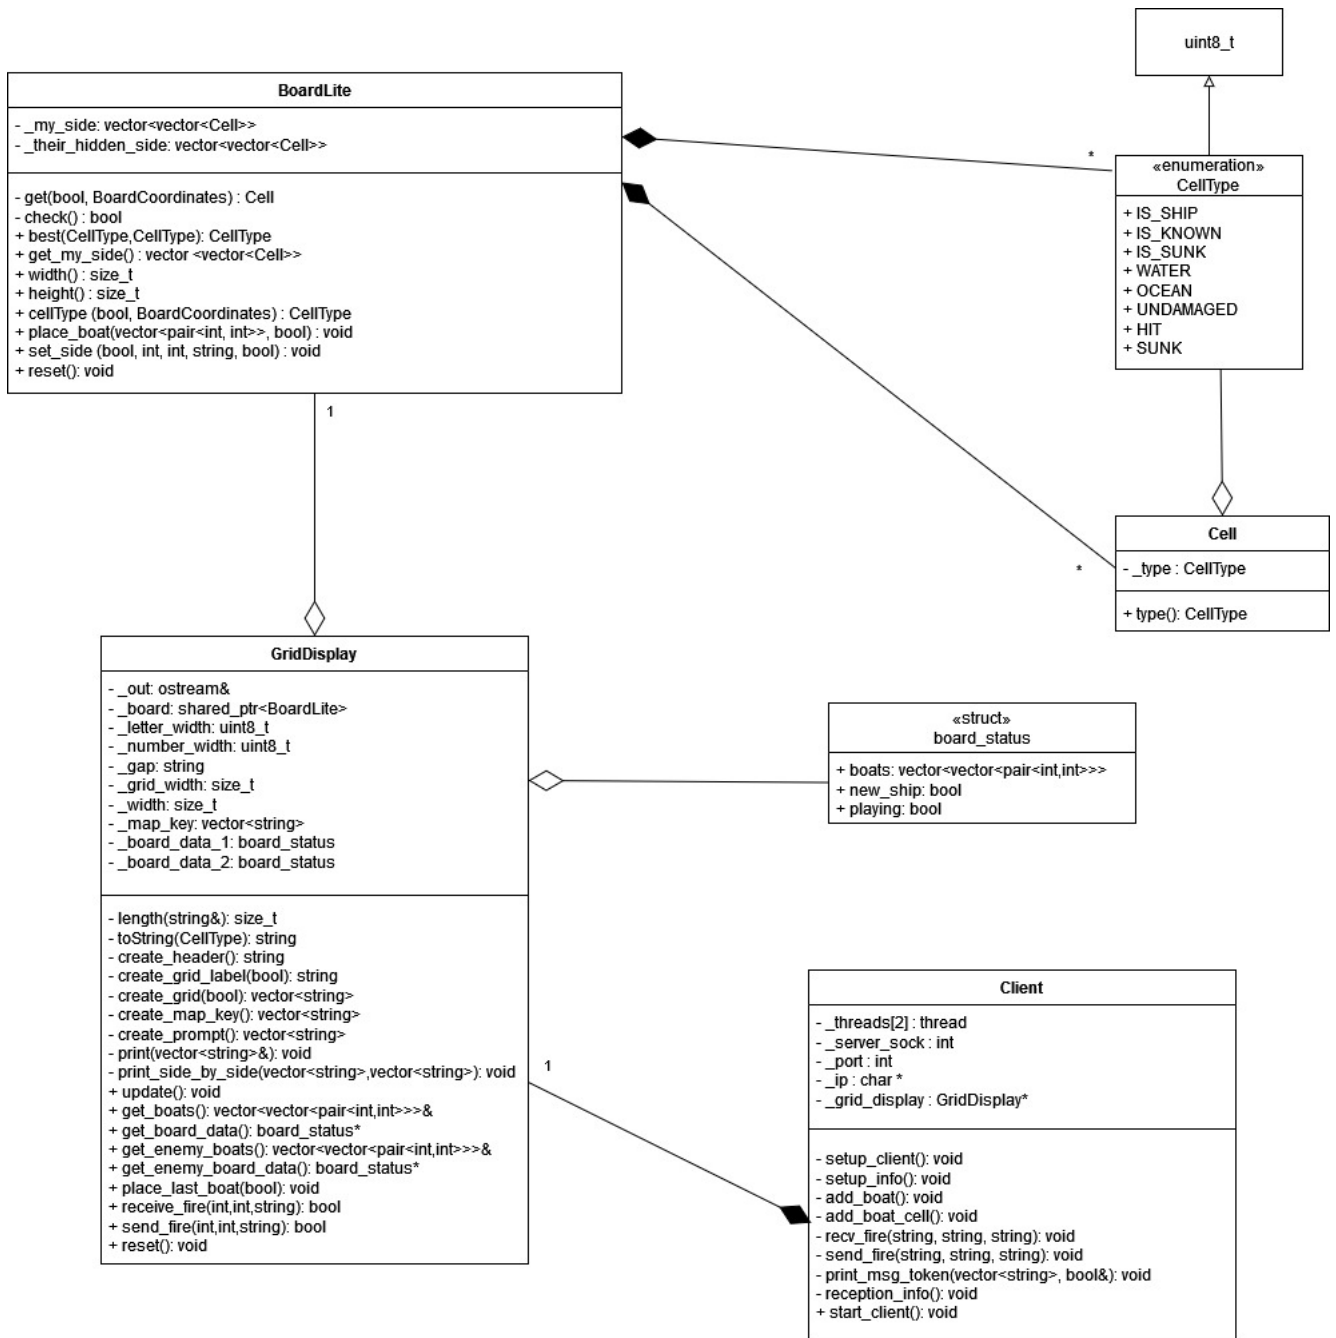 uint8_t
BoardLite
- _my_side: vector<vector<Cell>>
- _their_hidden_side: vector<vector<Cell>>
- get(bool, BoardCoordinates) : Cell
- check() : bool
+ best(CellType,CellType): CellType
+ get_my_side() : vector <vector<Cell>>
+ width() : size_t
+ height() : size_t
+ cellType (bool, BoardCoordinates) : CellType
+ place_boat(vector<pair<int, int>>, bool) : void
+ set_side (bool, int, int, string, bool) : void
+ reset(): void
*
«enumeration»
CellType
+ IS_SHIP
+ IS_KNOWN
+ IS_SUNK
+ WATER
+ OCEAN
+ UNDAMAGED
+ HIT
+ SUNK
1
*
Cell
- _type : CellType
+ type(): CellType
GridDisplay
- _out: ostream&
- _board: shared_ptr<BoardLite>
- _letter_width: uint8_t
- _number_width: uint8_t
- _gap: string
- _grid_width: size_t
- _width: size_t
- _map_key: vector<string>
- _board_data_1: board_status
- _board_data_2: board_status
- length(string&): size_t
- toString(CellType): string
- create_header(): string
- create_grid_label(bool): string
- create_grid(bool): vector<string>
- create_map_key(): vector<string>
- create_prompt(): vector<string>
- print(vector<string>&): void
- print_side_by_side(vector<string>,vector<string>): void
+ update(): void
+ get_boats(): vector<vector<pair<int,int>>>&
+ get_board_data(): board_status*
+ get_enemy_boats(): vector<vector<pair<int,int>>>&
+ get_enemy_board_data(): board_status*
+ place_last_boat(bool): void
+ receive_fire(int,int,string): bool
+ send_fire(int,int,string): bool
+ reset(): void
«struct»
board_status
+ boats: vector<vector<pair<int,int>>>
+ new_ship: bool
+ playing: bool
1
Client
- _threads[2] : thread
- _server_sock : int
- _port : int
- _ip : char *
- _grid_display : GridDisplay*
- setup_client(): void
- setup_info(): void
- add_boat(): void
- add_boat_cell(): void
- recv_fire(string, string, string): void
- send_fire(string, string, string): void
- print_msg_token(vector<string>, bool&): void
- reception_info(): void
+ start_client(): void